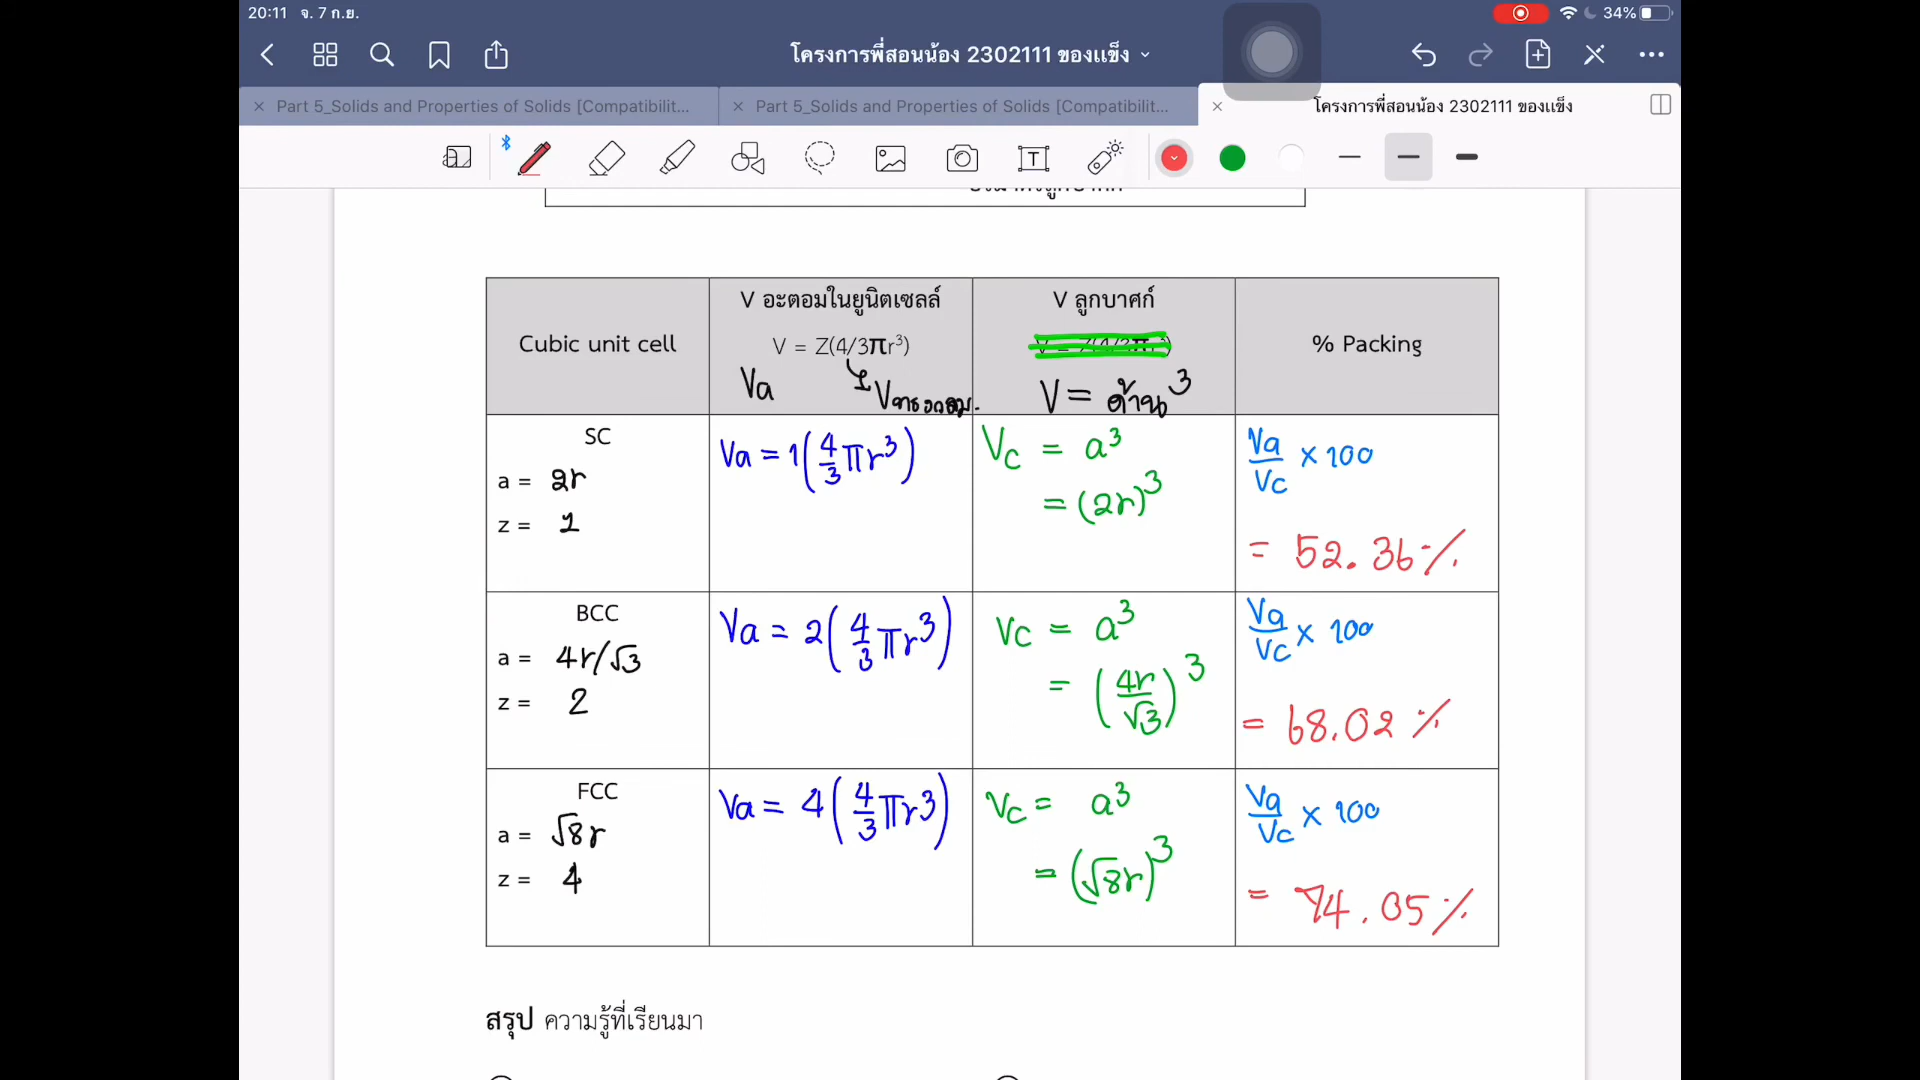 20:11 จ. 7 ก.ย. 34%
โครงการพี่สอนน้อง 2302111 ของแข็ง
Part 5_Solids and Properties of Solids [Compatibilit... Part 5_Solids and Properties of Solids [Compatibilit... โครงการพี่สอนน้อง 2302111 ของแข็ง
Cubic unit cell
V อะตอมในยูนิตเซลล์
V = Z(4/3πr³)
Va
V ลูกบาศก์
V = Z(4/3πr³)
V = ด้าน³
% Packing
SC
a = 2r
z = 1
Va = 1(4/3 πr³)
Vc = a³
= (2r)³
Va/Vc × 100
= 52.36%
BCC
a = 4r/√3
z = 2
Va = 2(4/3 πr³)
Vc = a³
= (4r/√3)³
Va/Vc × 100
= 68.02%
FCC
a = √8r
z = 4
Va = 4(4/3 πr³)
Vc = a³
= (√8r)³
Va/Vc × 100
= 74.05%
สรุป ความรู้ที่เรียนมา